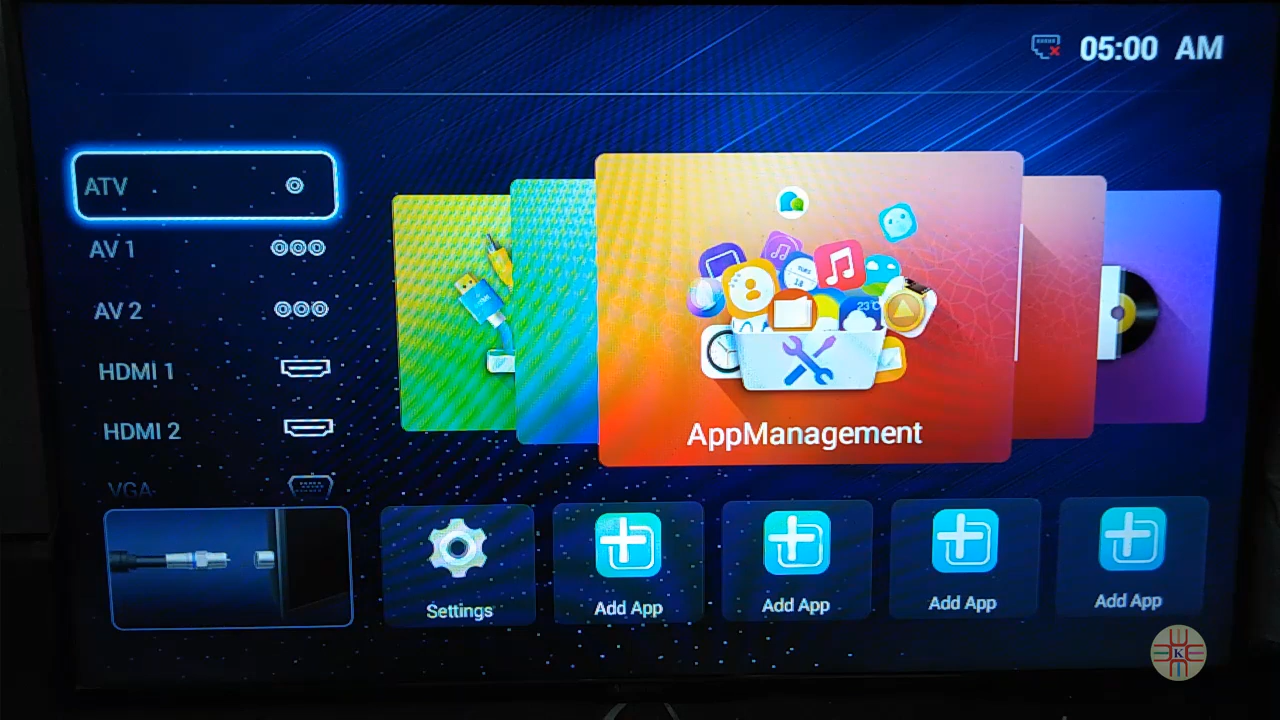 05:00 AM
ATV
AV 1
AV 2
HDMI 1
HDMI 2
VGA
AppManagement
23°C
Settings
Add App
Add App
Add App
Add App
K